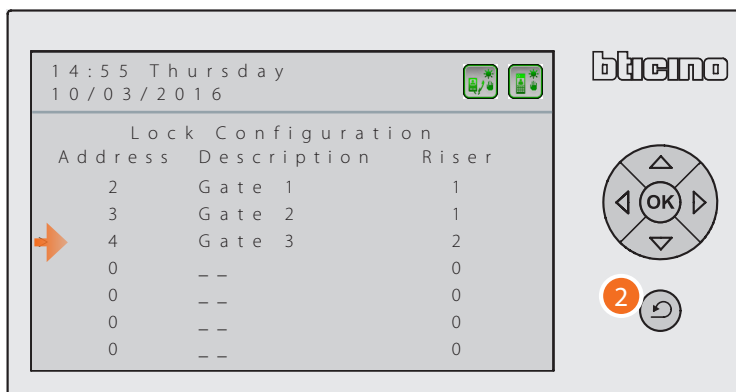 14:55 Thursday
10/03/2016
bticino
Lock Configuration
Address Description Riser
2 Gate 1 1
3 Gate 2 1
4 Gate 3 2
0 _ _ 0
0 _ _ 0
0 _ _ 0
0 _ _ 0
OK
2